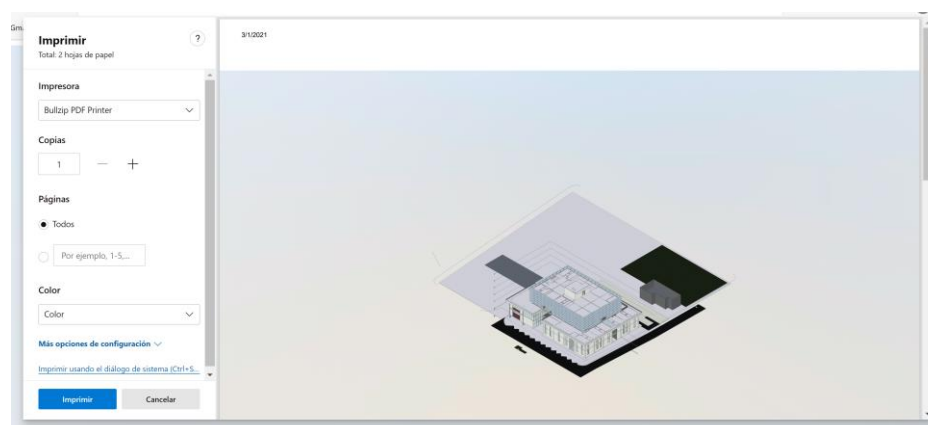 Gm
Imprimir
?
Total: 2 hojas de papel
Impresora
Bullzip PDF Printer
Copias
1
Páginas
Todos
Por ejemplo, 1-5,...
Color
Color
Más opciones de configuración
Imprimir usando el diálogo de sistema (Ctrl+S...
Imprimir
Cancelar
3/1/2021